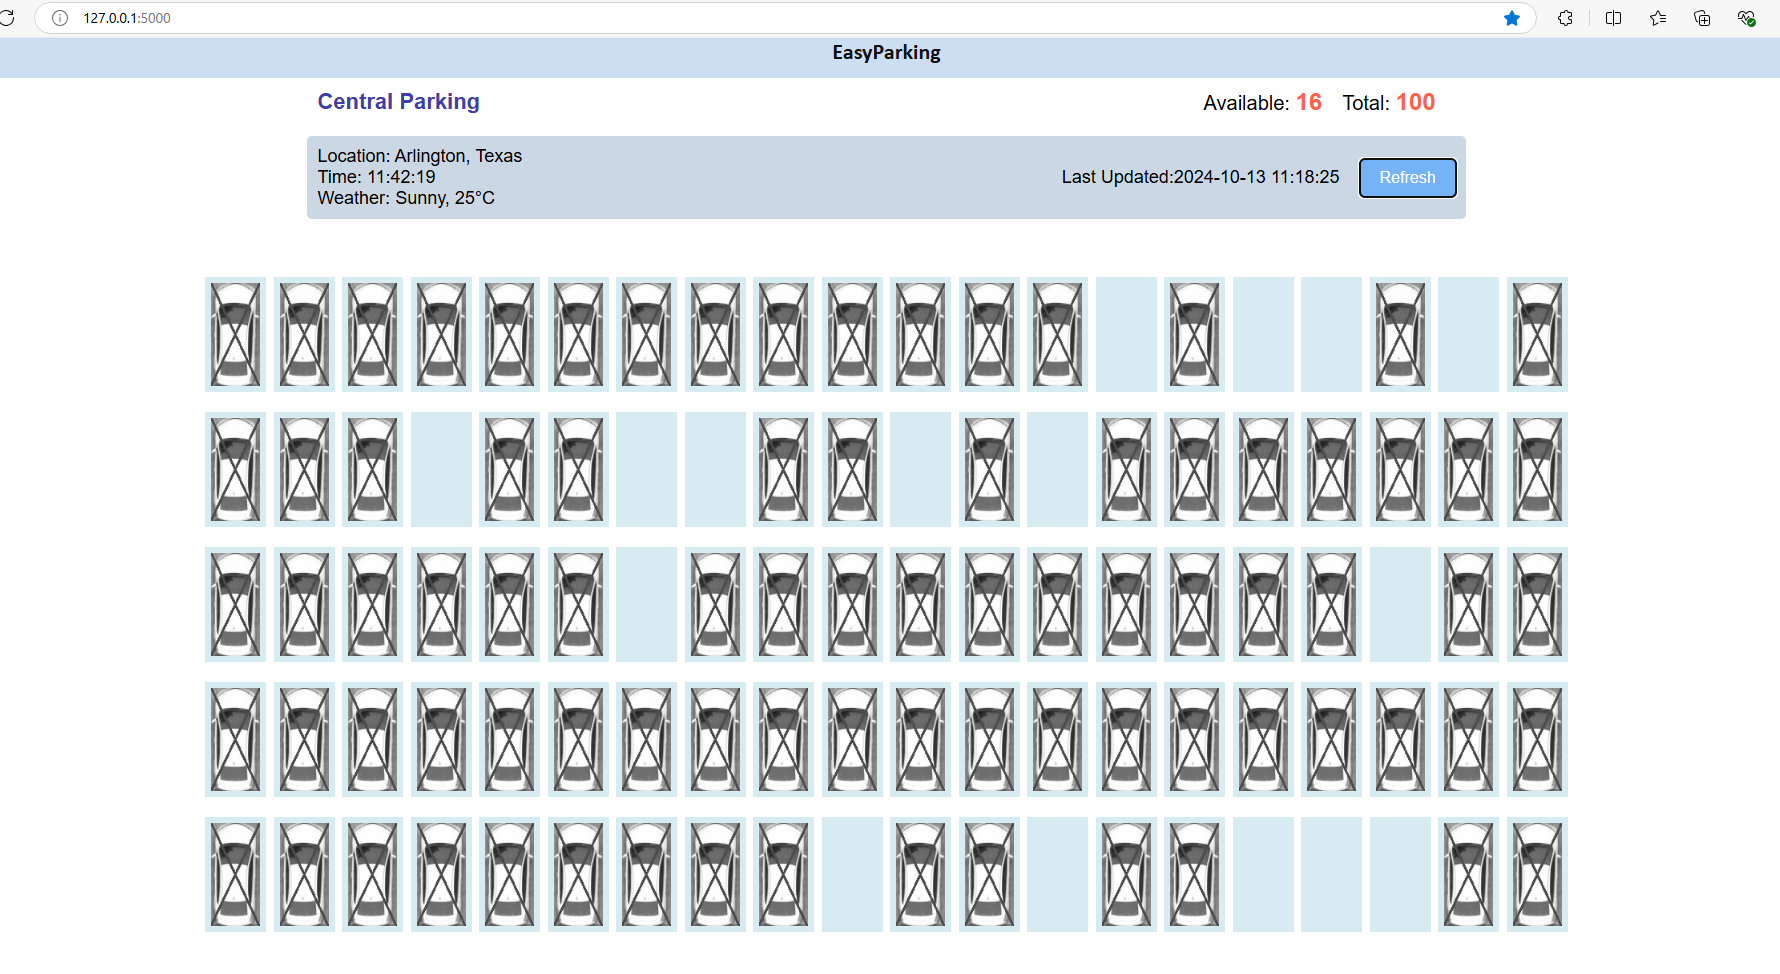 127.0.0.1:5000
EasyParking
Central Parking
Available: 16 Total: 100
Location: Arlington, Texas
Time: 11:42:19
Weather: Sunny, 25°C
Last Updated:2024-10-13 11:18:25
Refresh